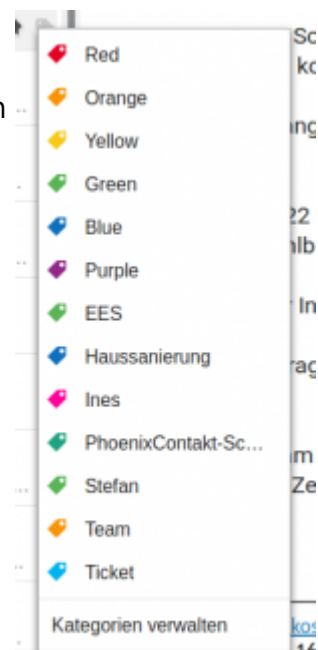 Red
Orange
Yellow
Green
Blue
Purple
EES
Haussanierung
Ines
PhoenixContakt-Sc...
Stefan
Team
Ticket
Kategorien verwalten